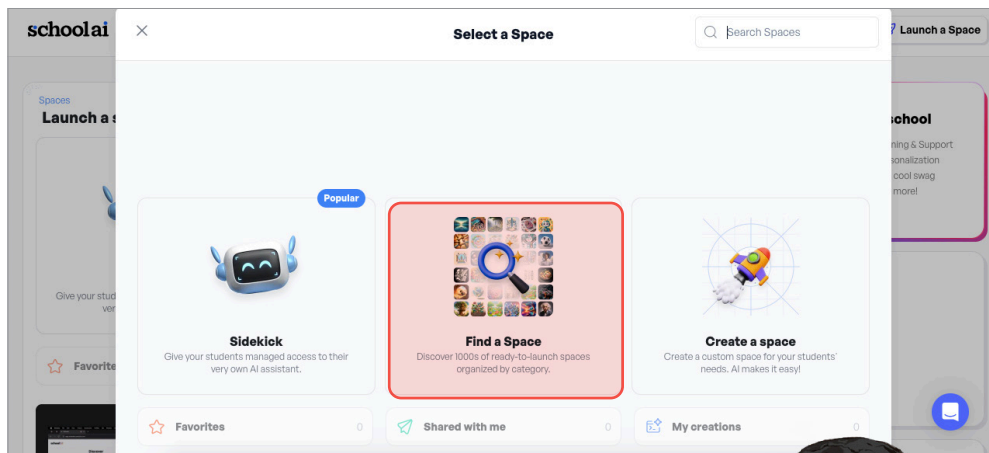 schoolai
Select a Space
Search Spaces
Launch a Space
Spaces
Launch a s
school
ning & Support
sonalization
cool swag
more!
Popular
Give your stud
ver
Sidekick
Give your students managed access to their
very own AI assistant.
Find a Space
Discover 1000s of ready-to-launch spaces
organized by category.
Create a space
Create a custom space for your students'
needs. AI makes it easy!
Favorite
Favorites 0
Shared with me 0
My creations 0